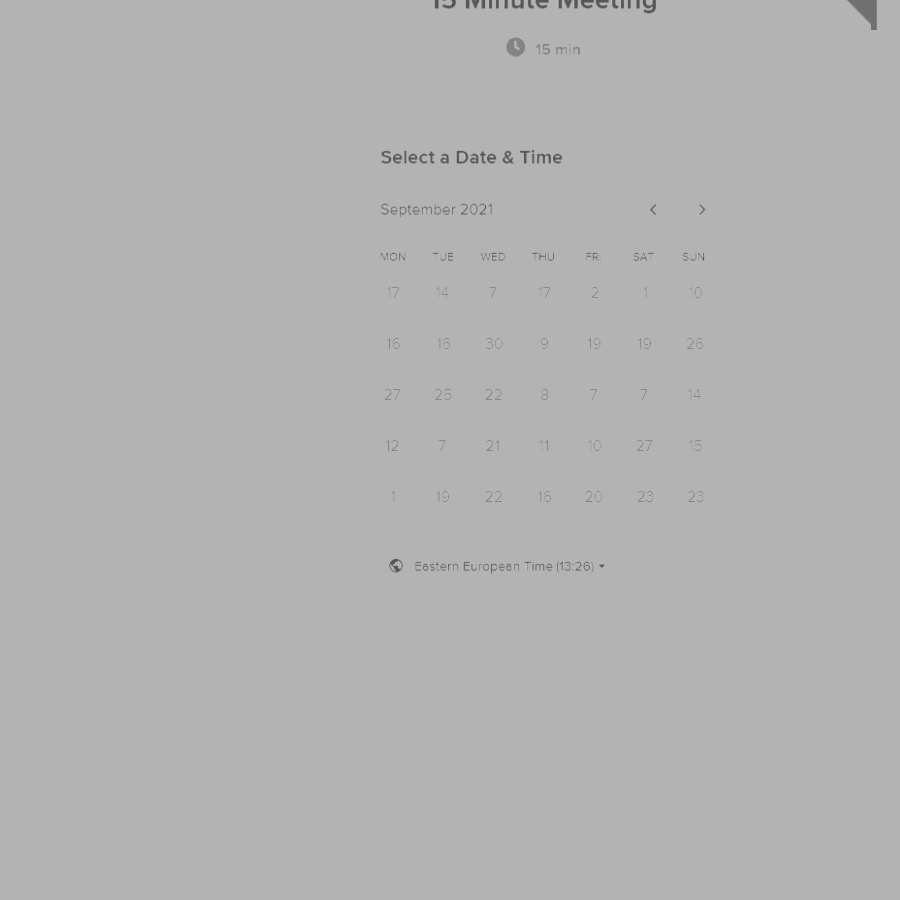 15 Minute Meeting
15 min
Select a Date & Time
September 2021
MON TUE WED THU FRI SAT SUN
17 14 7 17 2 1 10
16 16 30 9 19 19 26
27 25 22 8 7 7 14
12 7 21 11 10 27 15
1 19 22 16 20 23 23
Eastern European Time (13:26)